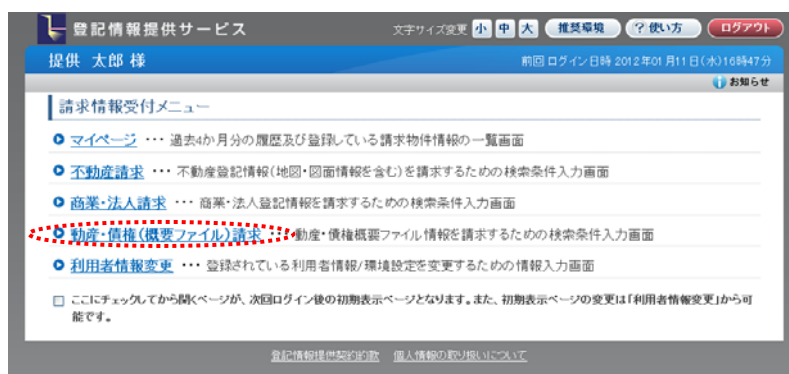 登記情報提供サービス 文字サイズ変更 小 中 大 推奨環境 ? 使い方 ログアウト
提供 太郎 様 前回 ログイン日時 2012年01月11日(水)16時47分
お知らせ
請求情報受付メニュー
マイページ ・・・ 過去4か月分の履歴及び登録している請求物件情報の一覧画面
不動産請求 ・・・ 不動産登記情報(地図・図面情報を含む)を請求するための検索条件入力画面
商業・法人請求 ・・・ 商業・法人登記情報を請求するための検索条件入力画面
動産・債権(概要ファイル)請求 ・・・ 動産・債権概要ファイル情報を請求するための検索条件入力画面
利用者情報変更 ・・・ 登録されている利用者情報/環境設定を変更するための情報入力画面
ここにチェックしてから開くページが、次回ログイン後の初期表示ページとなります。また、初期表示ページの変更は「利用者情報変更」から可
能です。
登記情報提供契約約款 個人情報の取り扱いについて